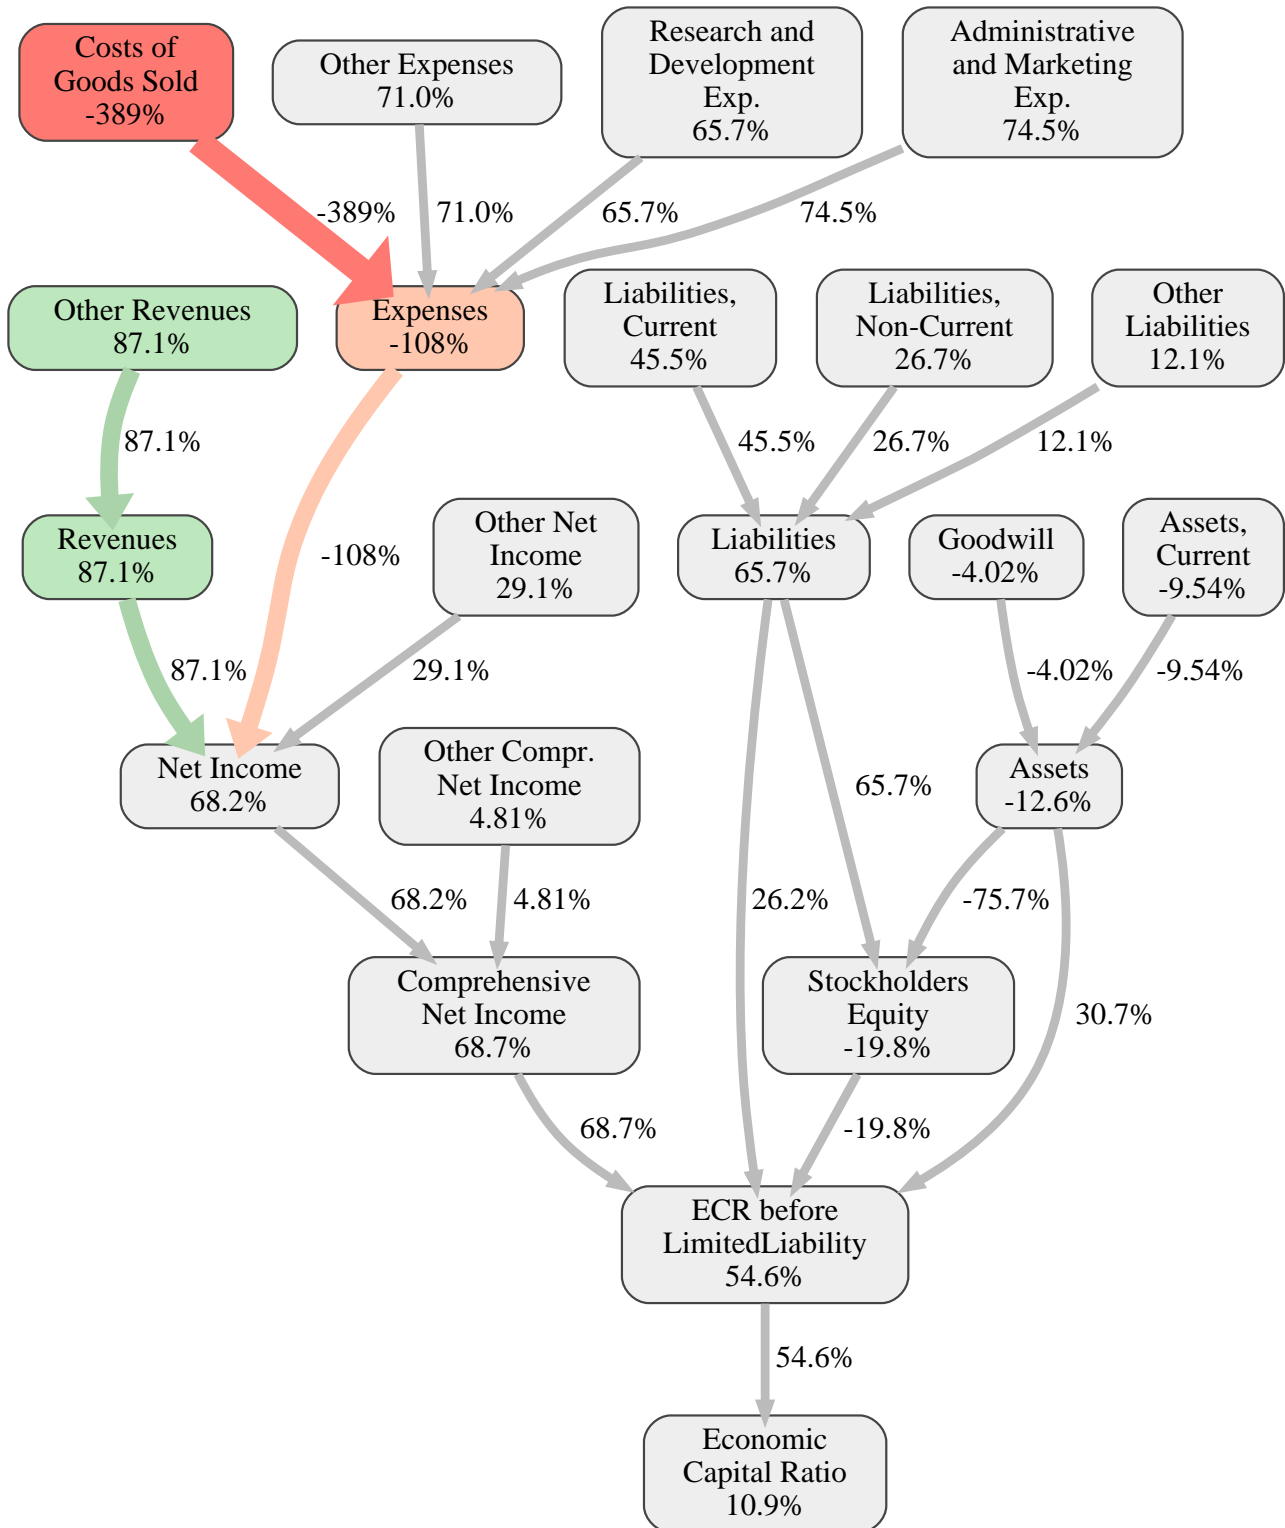 Costs of
Goods Sold
-389%
Other Expenses
71.0%
Research and
Development
Exp.
65.7%
Administrative
and Marketing
Exp.
74.5%
-389%
71.0%
65.7%
74.5%
Other Revenues
87.1%
Expenses
-108%
Liabilities,
Current
45.5%
Liabilities,
Non-Current
26.7%
Other
Liabilities
12.1%
87.1%
45.5%
26.7%
12.1%
Revenues
87.1%
-108%
Other Net
Income
29.1%
Liabilities
65.7%
Goodwill
-4.02%
Assets,
Current
-9.54%
87.1%
29.1%
-4.02%
-9.54%
Net Income
68.2%
Other Compr.
Net Income
4.81%
65.7%
Assets
-12.6%
68.2%
4.81%
26.2%
-75.7%
Comprehensive
Net Income
68.7%
Stockholders
Equity
-19.8%
30.7%
68.7%
-19.8%
ECR before
LimitedLiability
54.6%
54.6%
Economic
Capital Ratio
10.9%